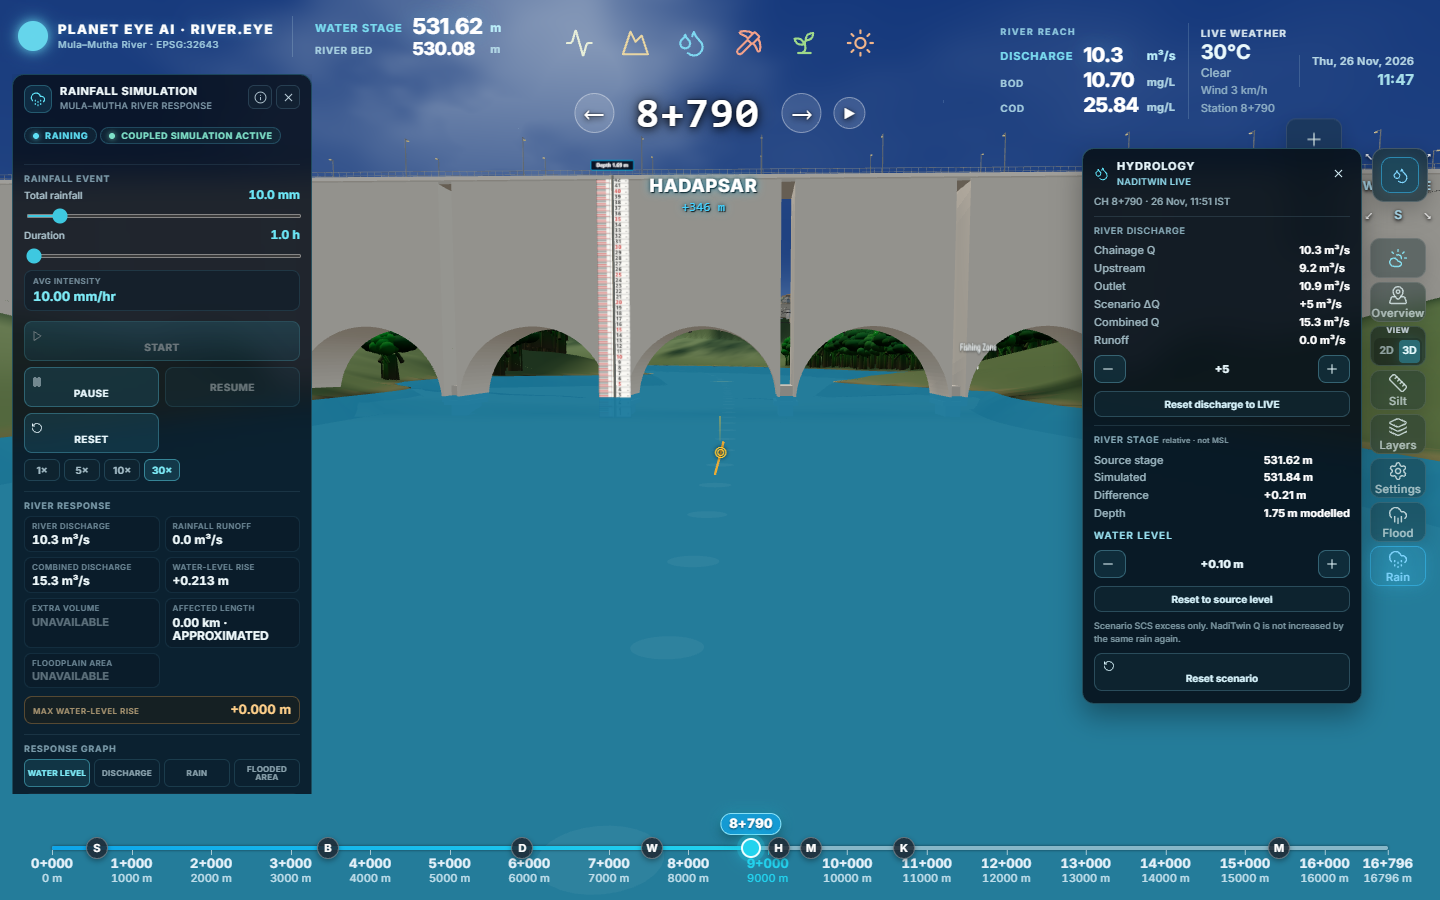 PLANET EYE AI · RIVER.EYE
Mula–Mutha River · EPSG:32643
WATER STAGE 531.62 m
RIVER BED 530.08 m
RIVER REACH
DISCHARGE 10.3 m³/s
BOD 10.70 mg/L
COD 25.84 mg/L
LIVE WEATHER
30°C
Clear
Wind 3 km/h
Station 8+790
Thu, 26 Nov, 2026
11:47
← 8+790 →
RAINFALL SIMULATION
MULA–MUTHA RIVER RESPONSE
RAINING
COUPLED SIMULATION ACTIVE
RAINFALL EVENT
Total rainfall 10.0 mm
Duration 1.0 h
AVG INTENSITY
10.00 mm/hr
START
PAUSE
RESUME
RESET
1× 5× 10× 30×
RIVER RESPONSE
RIVER DISCHARGE
10.3 m³/s
RAINFALL RUNOFF
0.0 m³/s
COMBINED DISCHARGE
15.3 m³/s
WATER-LEVEL RISE
+0.213 m
EXTRA VOLUME
UNAVAILABLE
AFFECTED LENGTH
0.00 km ·
APPROXIMATED
FLOODPLAIN AREA
UNAVAILABLE
MAX WATER-LEVEL RISE +0.000 m
RESPONSE GRAPH
WATER LEVEL
DISCHARGE
RAIN
FLOODED
AREA
Depth 1.69 m
HADAPSAR
+346 m
Fishing Zone
HYDROLOGY
NADITWIN LIVE
CH 8+790 · 26 Nov, 11:51 IST
RIVER DISCHARGE
Chainage Q 10.3 m³/s
Upstream 9.2 m³/s
Outlet 10.9 m³/s
Scenario ΔQ +5 m³/s
Combined Q 15.3 m³/s
Runoff 0.0 m³/s
− +5 +
Reset discharge to LIVE
RIVER STAGE relative · not MSL
Source stage 531.62 m
Simulated 531.84 m
Difference +0.21 m
Depth 1.75 m modelled
WATER LEVEL
− +0.10 m +
Reset to source level
Scenario SCS excess only. NadiTwin Q is not increased by
the same rain again.
Reset scenario
+
W E
S
Overview
VIEW
2D 3D
Silt
Layers
Settings
Flood
Rain
8+790
S B D W H M K M
0+000 1+000 2+000 3+000 4+000 5+000 6+000 7+000 8+000 9+000 10+000 11+000 12+000 13+000 14+000 15+000 16+000 16+796
0 m 1000 m 2000 m 3000 m 4000 m 5000 m 6000 m 7000 m 8000 m 9000 m 10000 m 11000 m 12000 m 13000 m 14000 m 15000 m 16000 m 16796 m